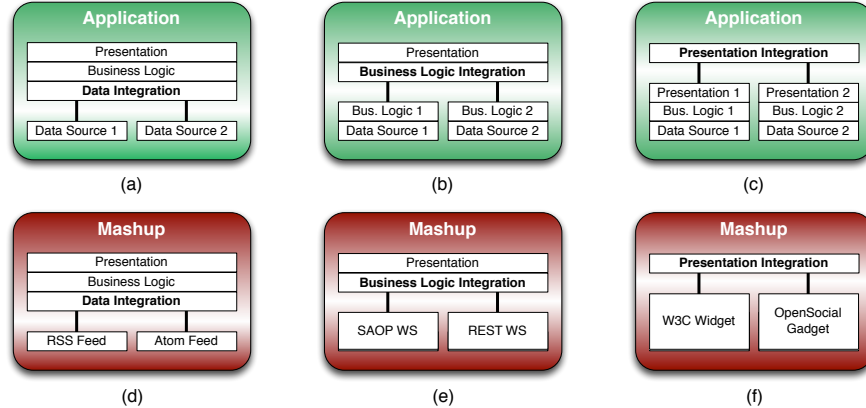 Application
Presentation
Business Logic
Data Integration
Data Source 1
Data Source 2
(a)
Application
Presentation
Business Logic Integration
Bus. Logic 1
Bus. Logic 2
Data Source 1
Data Source 2
(b)
Application
Presentation Integration
Presentation 1
Presentation 2
Bus. Logic 1
Bus. Logic 2
Data Source 1
Data Source 2
(c)
Mashup
Presentation
Business Logic
Data Integration
RSS Feed
Atom Feed
(d)
Mashup
Presentation
Business Logic Integration
SAOP WS
REST WS
(e)
Mashup
Presentation Integration
W3C Widget
OpenSocial
Gadget
(f)